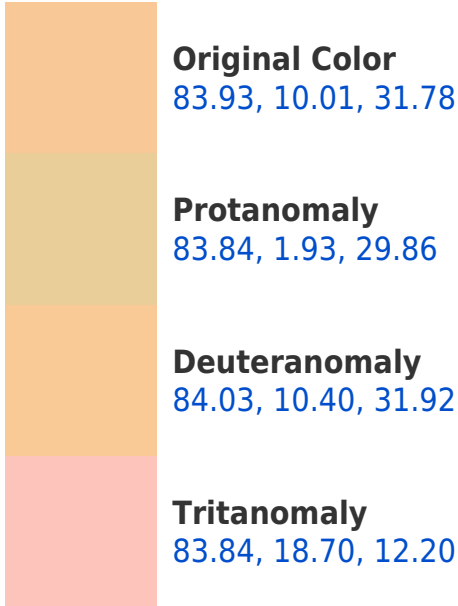 Original Color
83.93, 10.01, 31.78
Protanomaly
83.84, 1.93, 29.86
Deuteranomaly
84.03, 10.40, 31.92
Tritanomaly
83.84, 18.70, 12.20